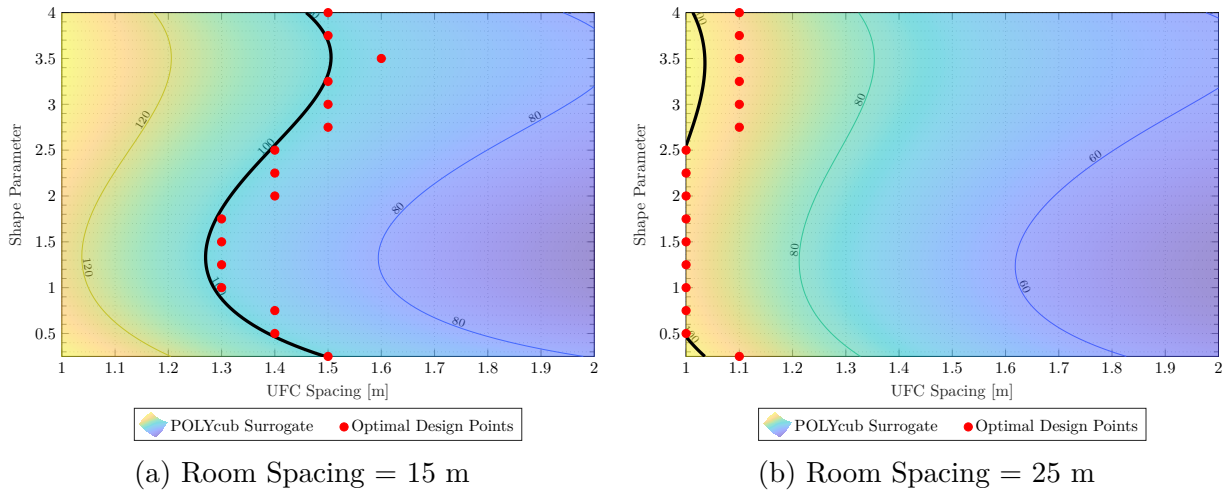 4
3.5
3
2.5
2
1.5
1
0.5
Shape Parameter
120
120
100
80
80
80
80
1 1.1 1.2 1.3 1.4 1.5 1.6 1.7 1.8 1.9 2
UFC Spacing [m]
POLYcub Surrogate Optimal Design Points
(a) Room Spacing = 15 m
4
3.5
3
2.5
2
1.5
1
0.5
Shape Parameter
80
80
60
60
1 1.1 1.2 1.3 1.4 1.5 1.6 1.7 1.8 1.9 2
UFC Spacing [m]
POLYcub Surrogate Optimal Design Points
(b) Room Spacing = 25 m